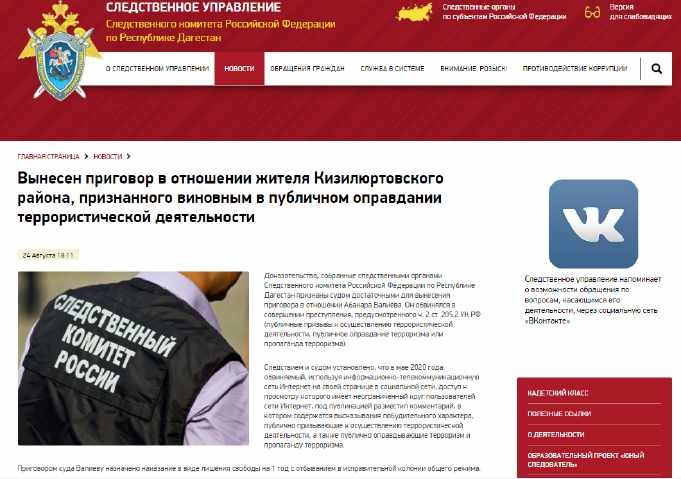 СЛЕДСТВЕННОЕ УПРАВЛЕНИЕ
Следственного комитета Российской Федерации
по Республике Дагестан
Следственные органы
по субъектам Российской Федерации
Версия
для слабовидящих
О СЛЕДСТВЕННОМ УПРАВЛЕНИИ
НОВОСТИ
ОБРАЩЕНИЯ ГРАЖДАН
СЛУЖБА В СИСТЕМЕ
ВНИМАНИЕ, РОЗЫСК!
ПРОТИВОДЕЙСТВИЕ КОРРУПЦИИ
ГЛАВНАЯ СТРАНИЦА > НОВОСТИ >
Вынесен приговор в отношении жителя Кизилюртовского
района, признанного виновным в публичном оправдании
террористической деятельности
24 Августа 18:11
СЛЕДСТВЕННЫЙ
КОМИТЕТ
РОССИИ
Доказательства, собранные следственными органами
Следственного комитета Российской Федерации по Республике
Дагестан признаны судом достаточными для вынесения
приговора в отношении Абакара Валиева. Он обвинялся в
совершении преступления, предусмотренного ч. 2 ст. 205.2 УК РФ
(публичные призывы к осуществлению террористической
деятельности, публичное оправдание терроризма или
пропаганда терроризма).
Следствием и судом установлено, что в мае 2020 года
обвиняемый, используя информационно-телекоммуникационную
сеть Интернет на своей странице в социальной сети, доступ к
просмотру которого имеет неограниченный круг пользователей
сети Интернет, под публикацией разместил комментарий, в
котором содержатся высказывания побудительного характера,
публично призывающие к осуществлению террористической
деятельности, а также публично оправдывающие терроризм и
пропаганду терроризма.
Приговором суда Валиеву назначено наказание в виде лишения свободы на 1 год с отбыванием в исправительной колонии общего режима.
Следственное управление напоминает
о возможности обращения по
вопросам, касающимся его
деятельности, через социальную сеть
«ВКонтакте»
КАДЕТСКИЙ КЛАСС
ПОЛЕЗНЫЕ ССЫЛКИ
О ДЕЯТЕЛЬНОСТИ
ОБРАЗОВАТЕЛЬНЫЙ ПРОЕКТ «ЮНЫЙ
СЛЕДОВАТЕЛЬ»